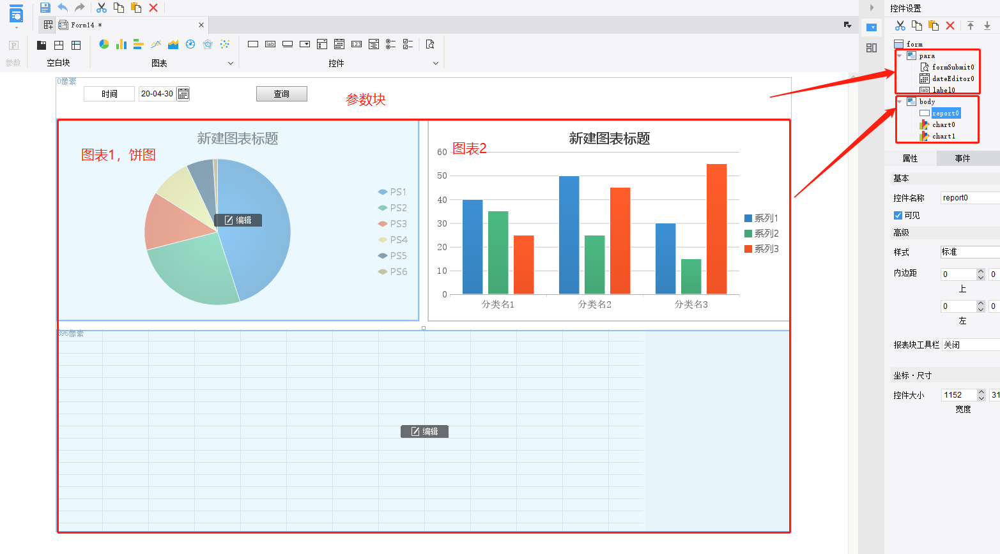 控件设置
Form14 *
P
参数
空白块
图表
lab
123
控件
form
para
formSubmit0
dateEditor0
lab
label0
body
report0
chart0
chart1
0像素
时间
20-04-30
查询
参数块
新建图表标题
图表1，饼图
编辑
PS1
PS2
PS3
PS4
PS5
PS6
新建图表标题
图表2
60
50
40
30
20
10
0
分类名1
分类名2
分类名3
系列1
系列2
系列3
395像素
编辑
属性
事件
基本
控件名称
report0
可见
高级
样式
标准
内边距
0
0
上
0
0
左
报表块工具栏
关闭
坐标·尺寸
控件大小
1152
31
宽度